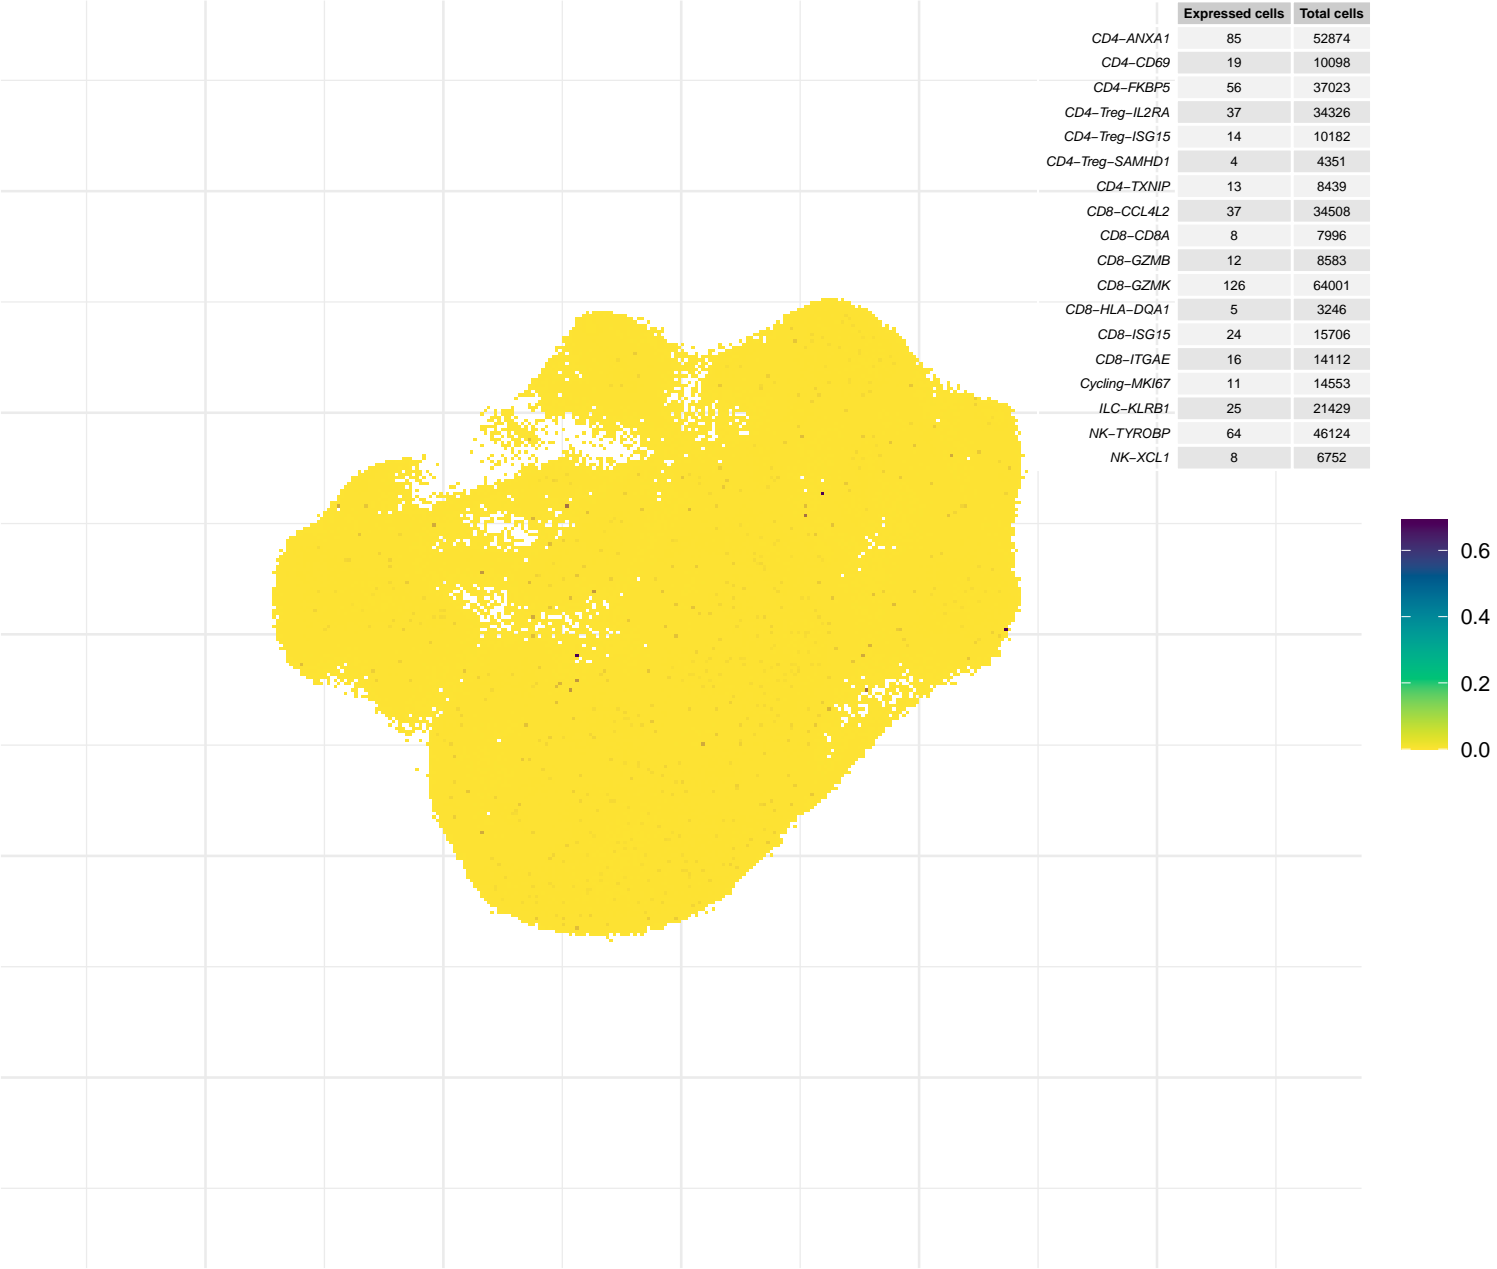 Expressed cells Total cells
CD4−ANXA1 85 52874
CD4−CD69 19 10098
CD4−FKBP5 56 37023
CD4−Treg−IL2RA 37 34326
CD4−Treg−ISG15 14 10182
CD4−Treg−SAMHD1 4 4351
CD4−TXNIP 13 8439
CD8−CCL4L2 37 34508
CD8−CD8A 8 7996
CD8−GZMB 12 8583
CD8−GZMK 126 64001
CD8−HLA−DQA1 5 3246
CD8−ISG15 24 15706
CD8−ITGAE 16 14112
Cycling−MKI67 11 14553
ILC−KLRB1 25 21429
NK−TYROBP 64 46124
NK−XCL1 8 6752
0.6
0.4
0.2
0.0